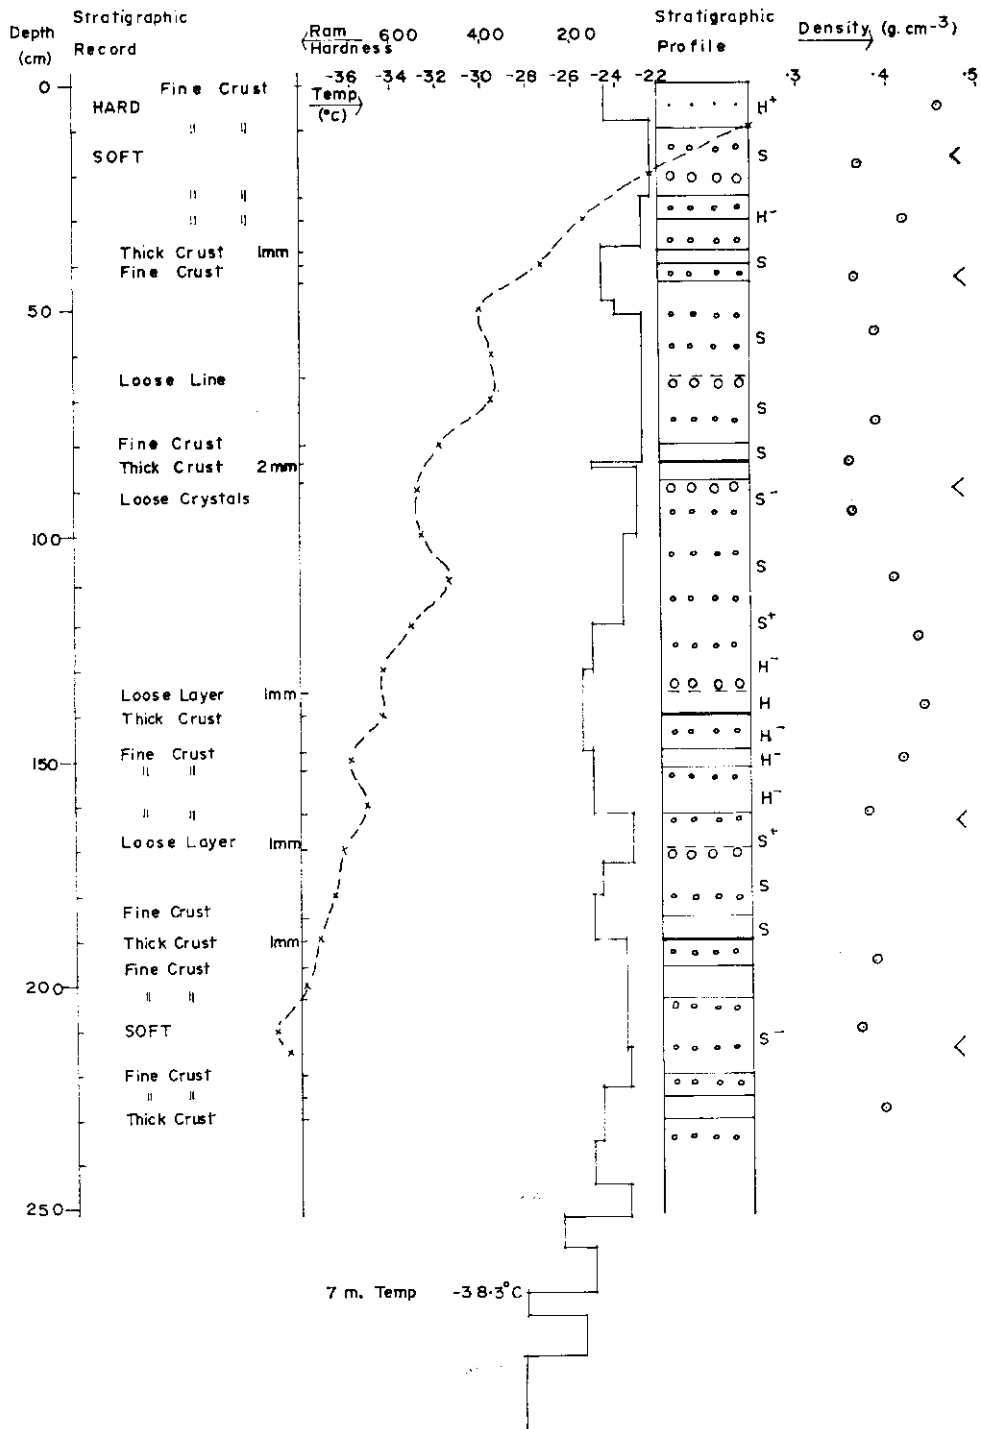 Stratigraphic Record
Depth (cm)
Ram Hardness 600 400 200
Stratigraphic Profile
Density (g. cm-3)
-36 -34 -32 -30 -28 -26 -24 -22
Temp (°C)
.3 .4 .5
0
Fine Crust
HARD
H+
" "
SOFT
S
" "
" "
H-
Thick Crust 1mm
S
Fine Crust
50
S
Loose Line
S
Fine Crust
S
Thick Crust 2mm
Loose Crystals
S-
100
S
S+
H-
Loose Layer 1mm
H
Thick Crust
H-
Fine Crust
H-
150
" "
H-
" "
S+
Loose Layer 1mm
S
Fine Crust
S
Thick Crust 1mm
Fine Crust
200
" "
SOFT
S-
Fine Crust
" "
Thick Crust
250
7 m. Temp -38.3°C